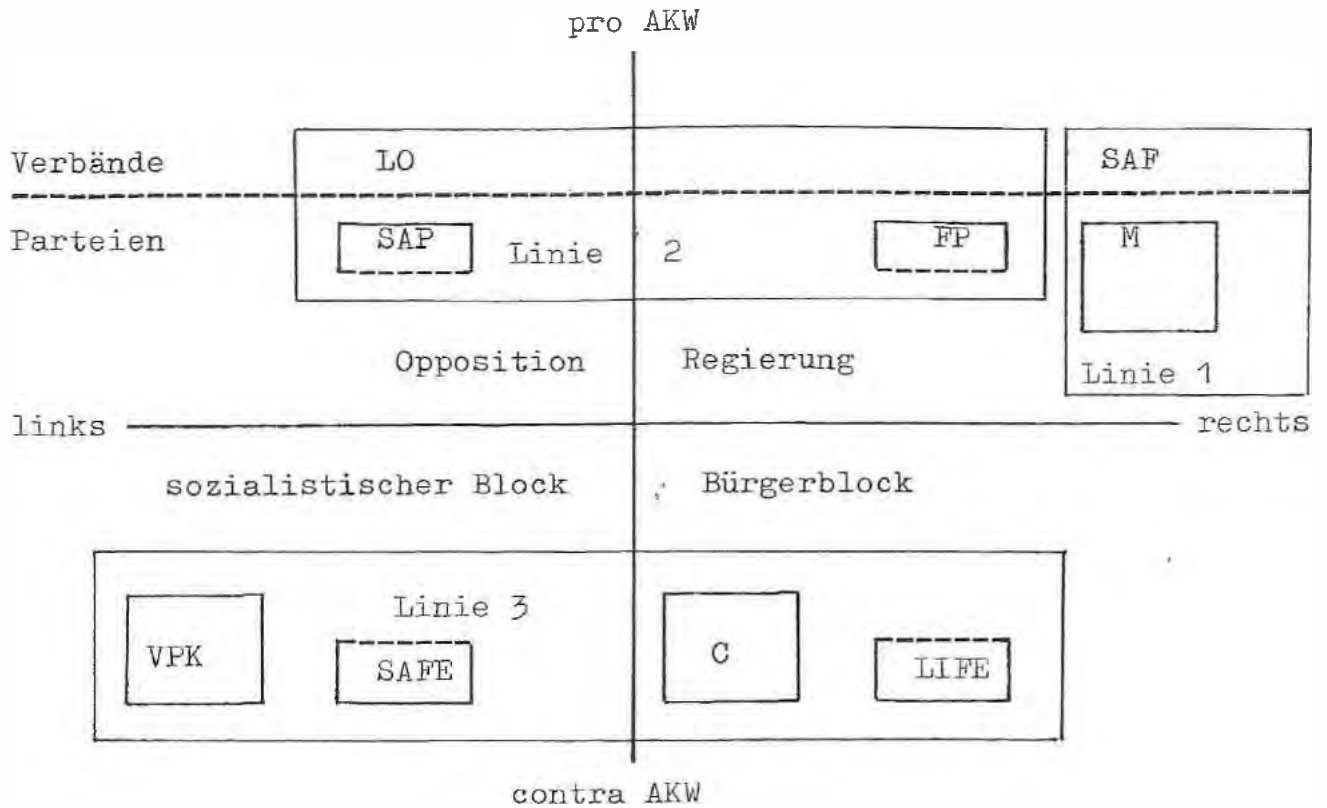 pro AKW
Verbände LO SAF
Parteien SAP Linie 2 FP M
Opposition Regierung
Linie 1
links rechts
sozialistischer Block Bürgerblock
Linie 3
VPK SAFE C LIFE
contra AKW